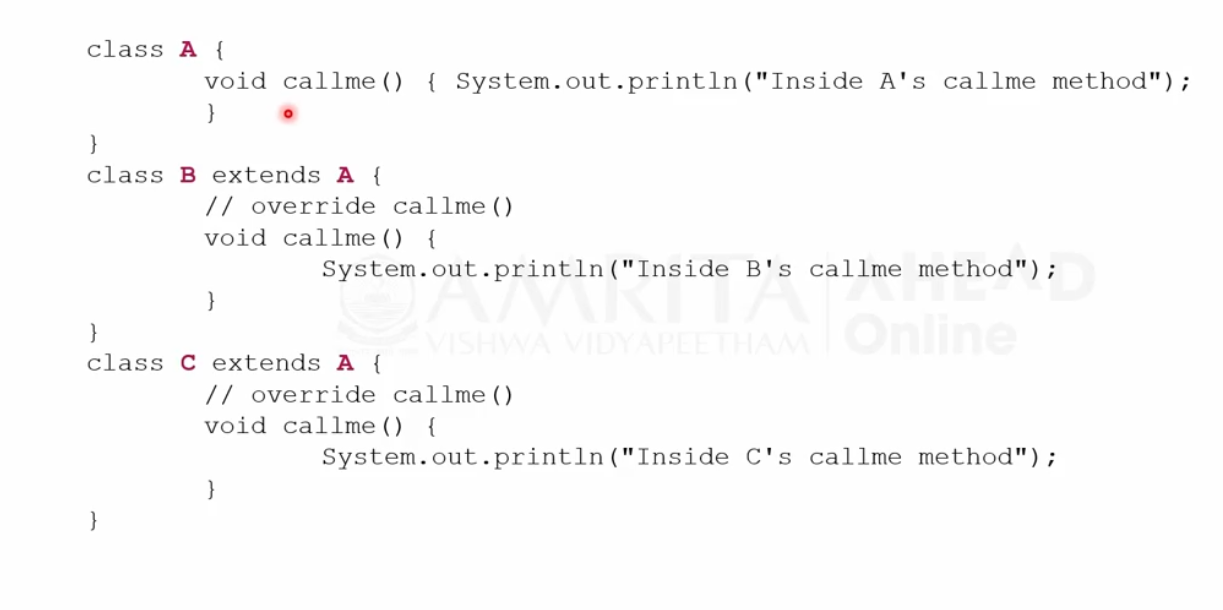 class A {
void callme() { System.out.println("Inside A's callme method");
}
}
class B extends A {
// override callme()
void callme() {
System.out.println("Inside B's callme method");
}
}
class C extends A {
// override callme()
void callme() {
System.out.println("Inside C's callme method");
}
}
AMRITA
VISHWA VIDYAPEETHAM
AHEAD
Online